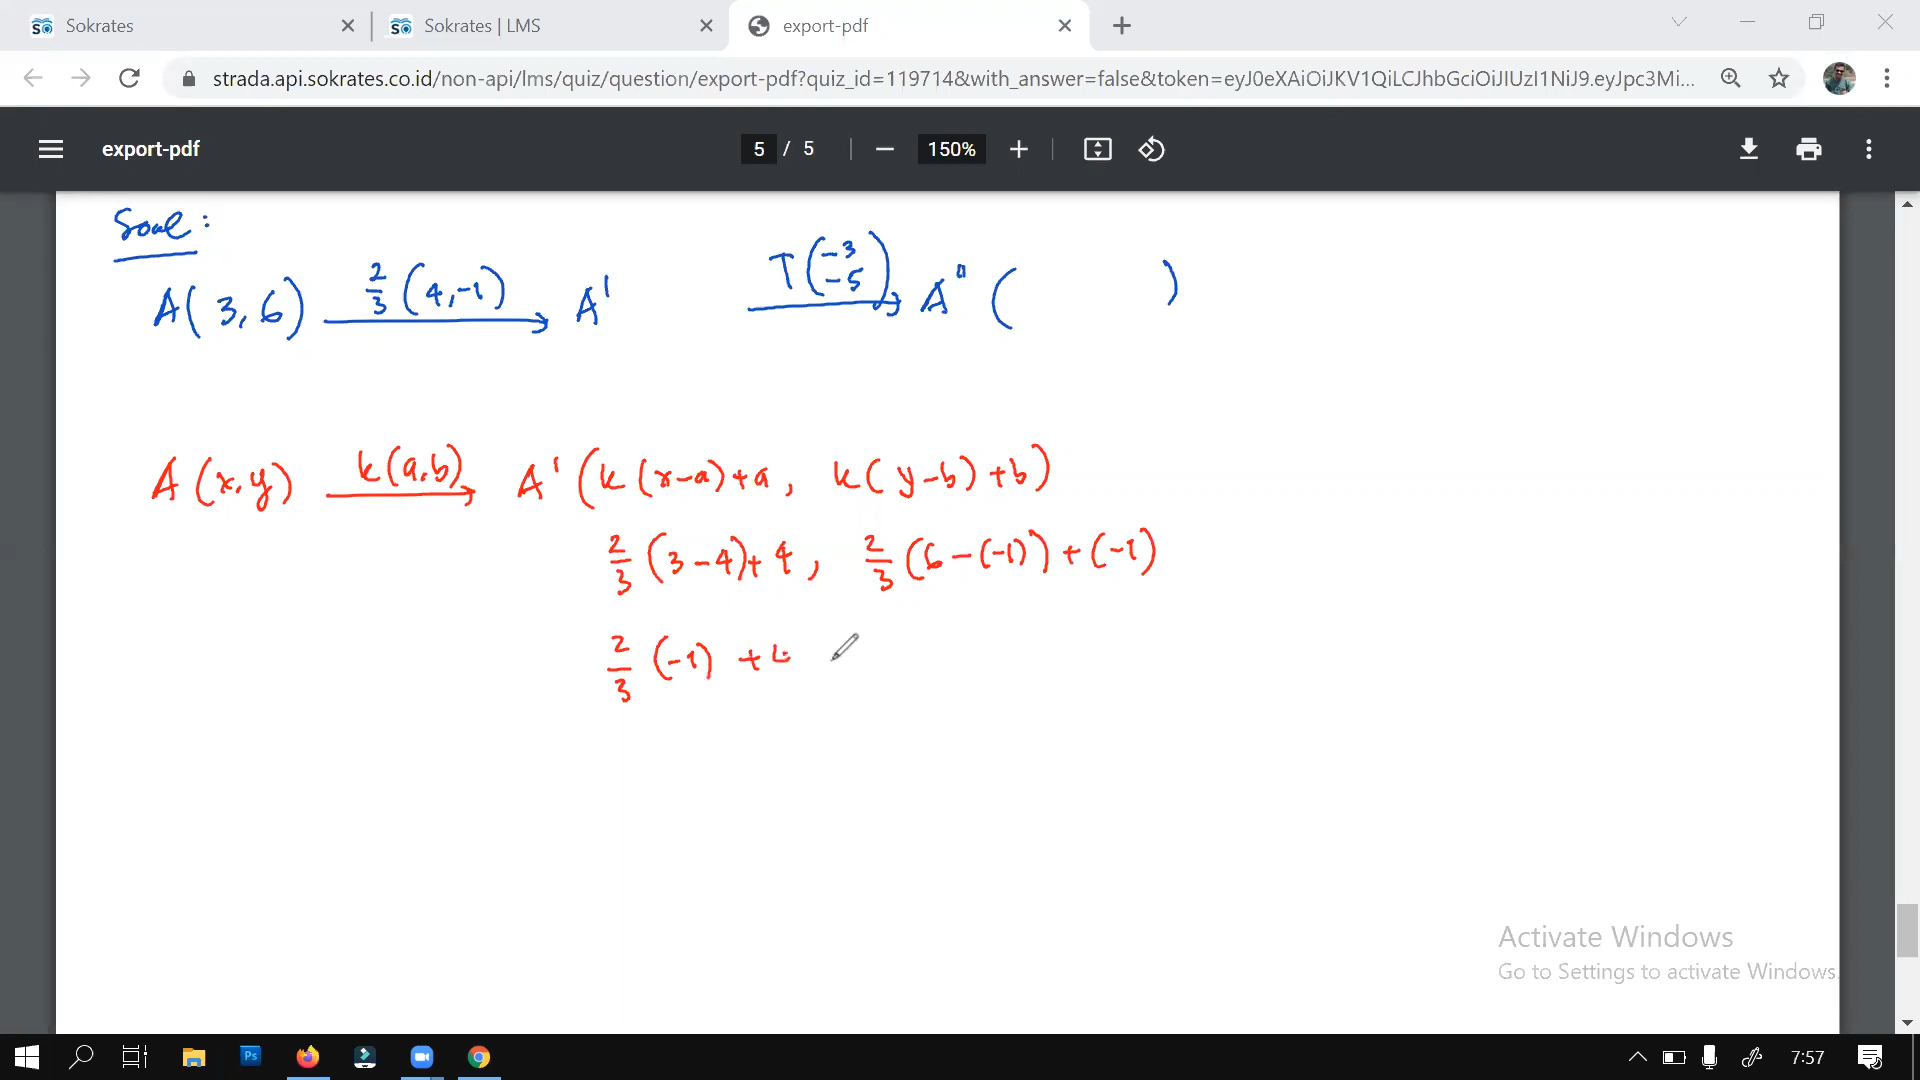 Sokrates
Sokrates | LMS
export-pdf
strada.api.sokrates.co.id/non-api/lms/quiz/question/export-pdf?quiz_id=119714&with_answer=false&token=eyJ0eXAiOiJKV1QiLCJhbGciOiJIUzI1NiJ9.eyJpc3Mi...
export-pdf
5 / 5
150%
Soal :
A(3,6) 2/3 (4,-1) A' T(-3 -5) A" ( )
A(x,y) k(a,b) A' (k(x-a)+a, k(y-b)+b)
2/3 (3-4)+4, 2/3 (6-(-1))+(-1)
2/3 (-1) +4
Activate Windows
Go to Settings to activate Windows.
Ps
7:57